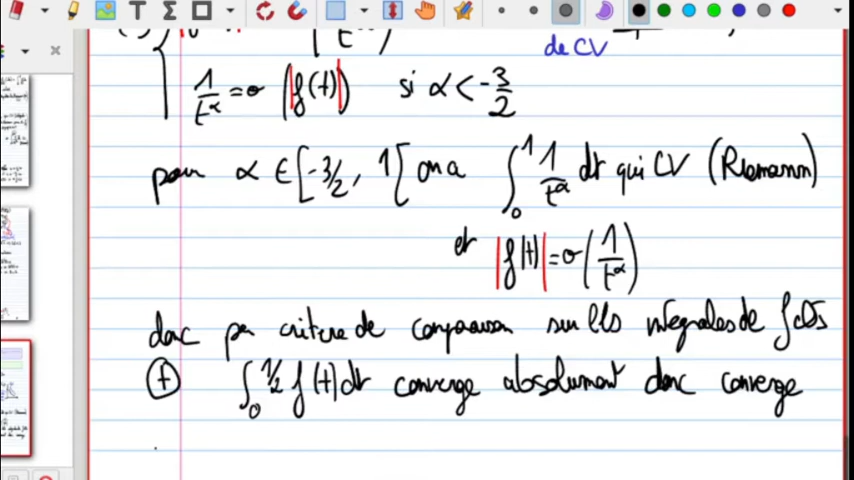 de CV
1/t^α = o(|f(t)|) si α < -3/2
pour α ∈ [-3/2, 1[ on a ∫₀¹ 1/t^α dt qui CV (Riemann)
et |f(t)| = o(1/t^α)
donc par critère de comparaison sur les intégrales de f
⊕ ∫₀^{1/2} f(t)dt converge absolument donc converge